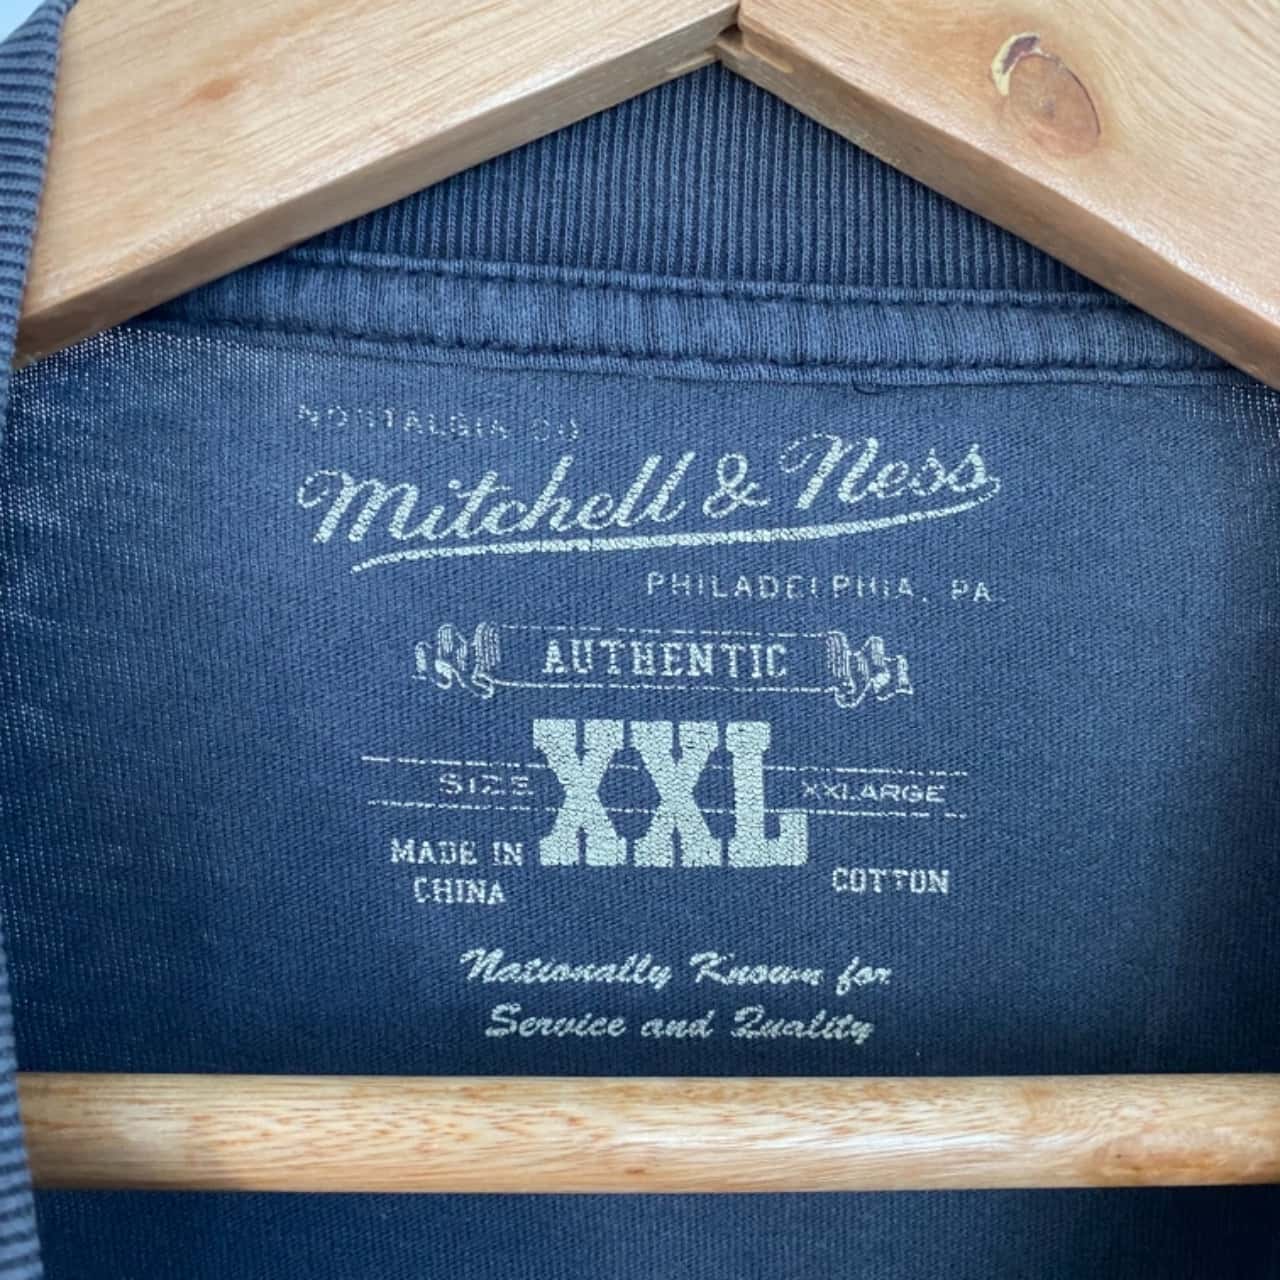 NOSTALGIA CO.
Mitchell & Ness
PHILADELPHIA, PA.
AUTHENTIC
SIZE XXL XXLARGE
MADE IN
CHINA
COTTON
Nationally Known for
Service and Quality